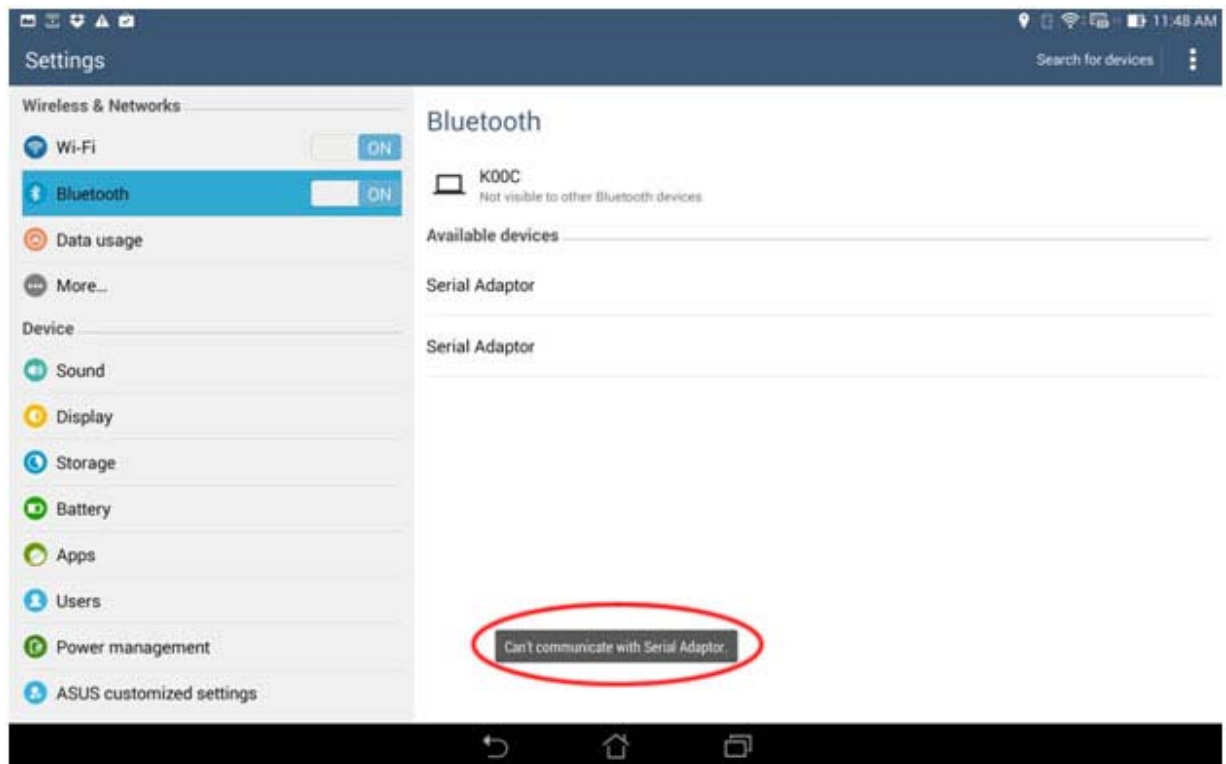 11:48 AM
Settings
Search for devices
Wireless & Networks
Wi-Fi
ON
Bluetooth
ON
Data usage
More...
Device
Sound
Display
Storage
Battery
Apps
Users
Power management
ASUS customized settings
Bluetooth
K00C
Not visible to other Bluetooth devices
Available devices
Serial Adaptor
Serial Adaptor
Can't communicate with Serial Adaptor.